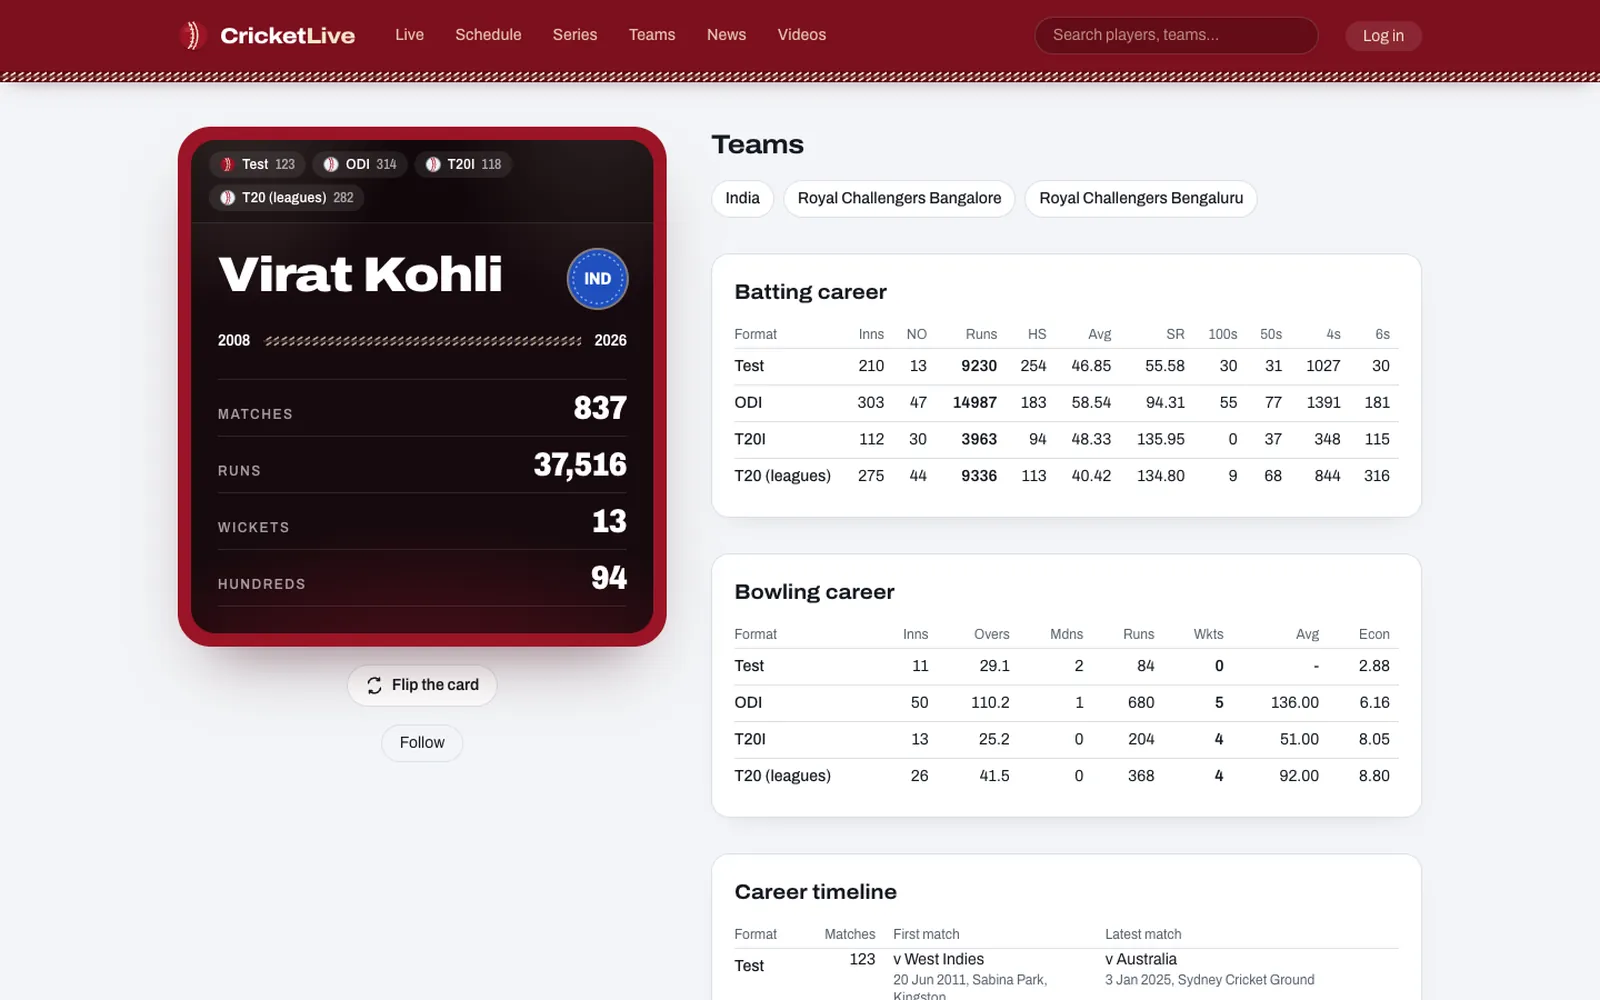 CricketLive Live Schedule Series Teams News Videos Search players, teams... Log in
Test 123 ODI 314 T20I 118
T20 (leagues) 282
Virat Kohli IND
2008 2026
MATCHES 837
RUNS 37,516
WICKETS 13
HUNDREDS 94
Flip the card
Follow
Teams
India Royal Challengers Bangalore Royal Challengers Bengaluru
Batting career
Format Inns NO Runs HS Avg SR 100s 50s 4s 6s
Test 210 13 9230 254 46.85 55.58 30 31 1027 30
ODI 303 47 14987 183 58.54 94.31 55 77 1391 181
T20I 112 30 3963 94 48.33 135.95 0 37 348 115
T20 (leagues) 275 44 9336 113 40.42 134.80 9 68 844 316
Bowling career
Format Inns Overs Mdns Runs Wkts Avg Econ
Test 11 29.1 2 84 0 - 2.88
ODI 50 110.2 1 680 5 136.00 6.16
T20I 13 25.2 0 204 4 51.00 8.05
T20 (leagues) 26 41.5 0 368 4 92.00 8.80
Career timeline
Format Matches First match Latest match
Test 123 v West Indies v Australia
20 Jun 2011, Sabina Park, 3 Jan 2025, Sydney Cricket Ground
Kingston